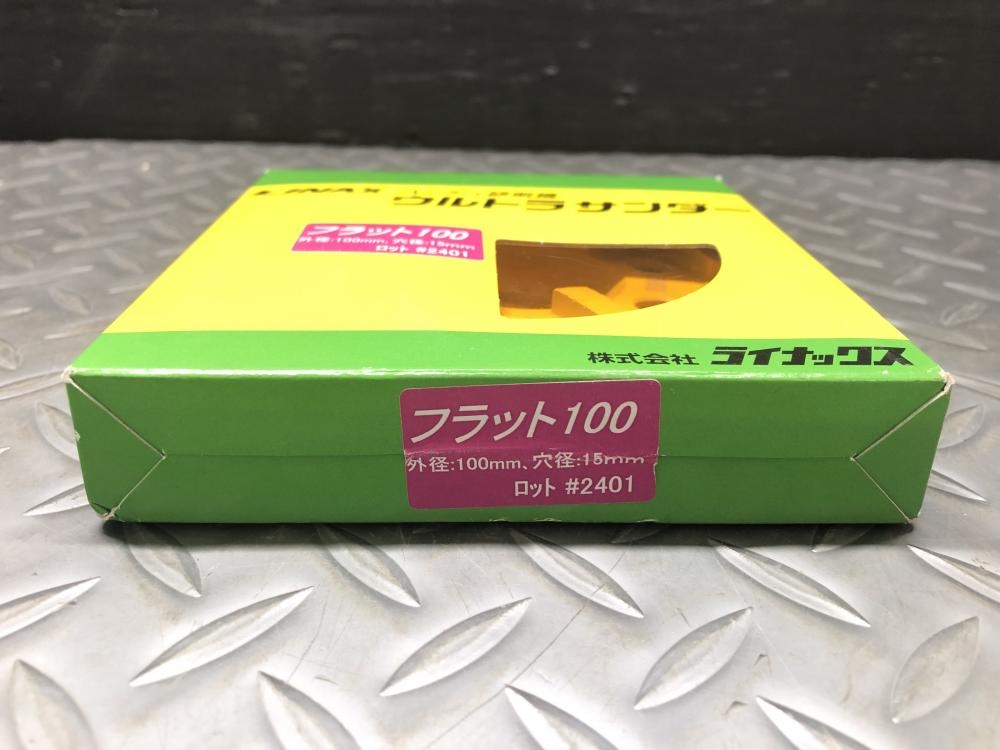 LINAX
ウルトラサンダー
フラット100
外径:100mm、穴径:15mm
ロット #2401
株式会社 ライナックス
フラット100
外径:100mm、穴径:15mm
ロット #2401